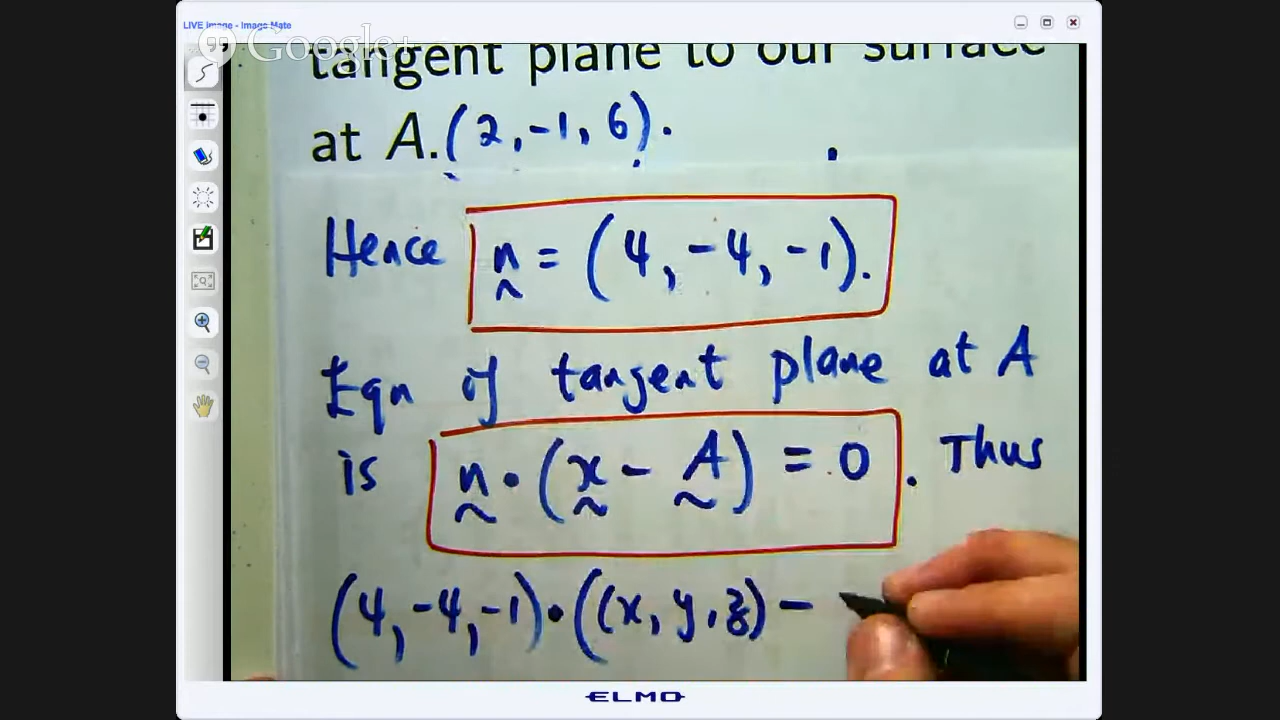 LIVE image - Image Mate
Google+
tangent plane to our surface
at A. (2, -1, 6).
Hence n = (4, -4, -1).
~
Eqn of tangent plane at A
is n • (x - A) = 0. Thus
~ ~ ~
(4, -4, -1) • ((x, y, z) -
ELMO